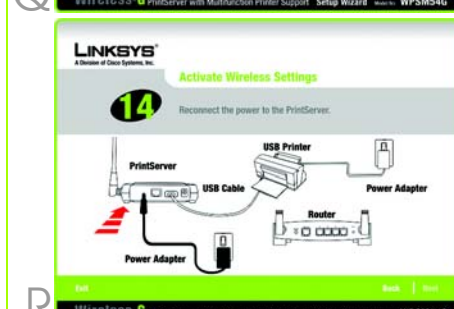 Q
Wireless-G PrintServer with Multifunction Printer Support Setup Wizard Model No. WPSM54G
LINKSYS®
A Division of Cisco Systems, Inc.
Activate Wireless Settings
14
Reconnect the power to the PrintServer.
USB Printer
PrintServer
USB Cable
Power Adapter
Router
Power Adapter
Exit
Back
Next
R
Wireless-G